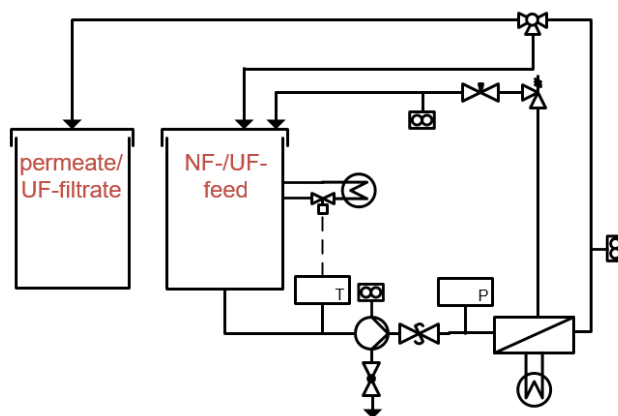 permeate/
UF-filtrate
NF-/UF-
feed
T
P